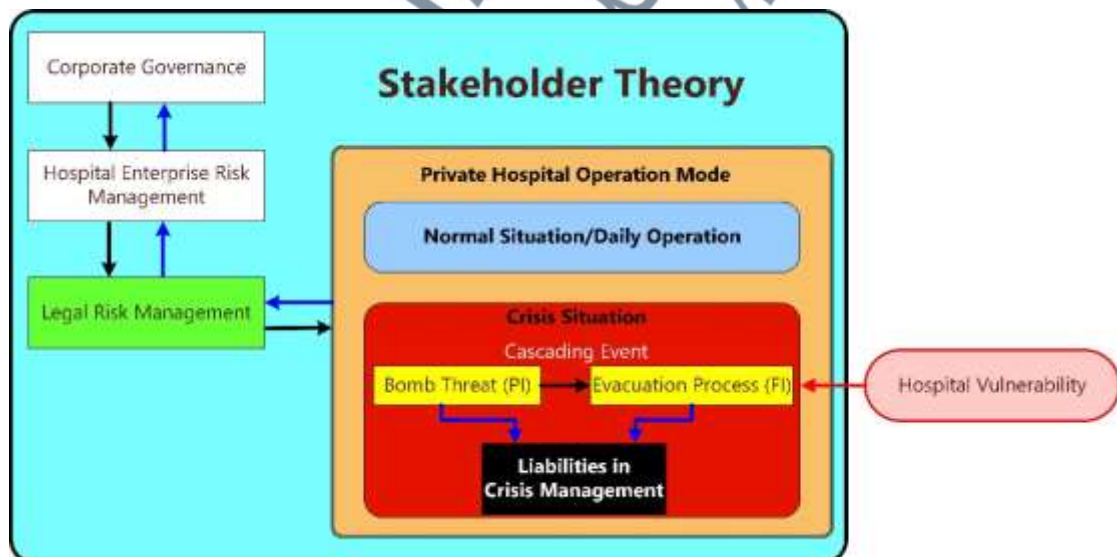 Corporate Governance
Stakeholder Theory
Hospital Enterprise Risk
Management
Private Hospital Operation Mode
Normal Situation/Daily Operation
Legal Risk Management
Crisis Situation
Cascading Event
Bomb Threat (PI)
Evacuation Process (FI)
Hospital Vulnerability
Liabilities in
Crisis Management